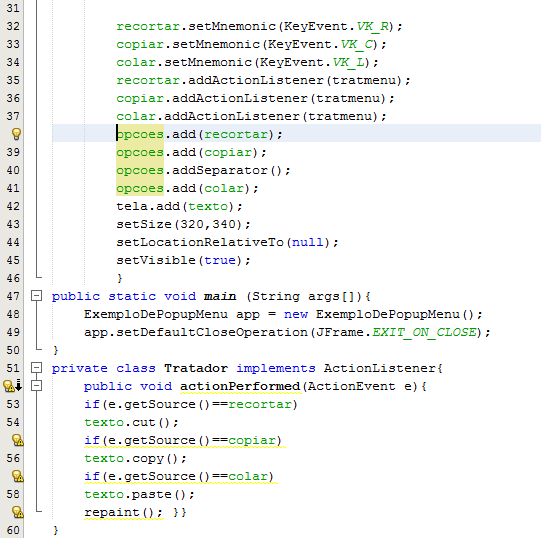 31
32 recortar.setMnemonic(KeyEvent.VK_R);
33 copiar.setMnemonic(KeyEvent.VK_C);
34 colar.setMnemonic(KeyEvent.VK_L);
35 recortar.addActionListener(tratmenu);
36 copiar.addActionListener(tratmenu);
37 colar.addActionListener(tratmenu);
opcoes.add(recortar);
39 opcoes.add(copiar);
40 opcoes.addSeparator();
41 opcoes.add(colar);
42 tela.add(texto);
43 setSize(320,340);
44 setLocationRelativeTo(null);
45 setVisible(true);
46 }
47 public static void main (String args[]){
48 ExemploDePopupMenu app = new ExemploDePopupMenu();
49 app.setDefaultCloseOperation(JFrame.EXIT_ON_CLOSE);
50 }
51 private class Tratador implements ActionListener{
public void actionPerformed(ActionEvent e){
53 if(e.getSource()==recortar)
54 texto.cut();
if(e.getSource()==copiar)
56 texto.copy();
if(e.getSource()==colar)
58 texto.paste();
repaint(); }}
60 }